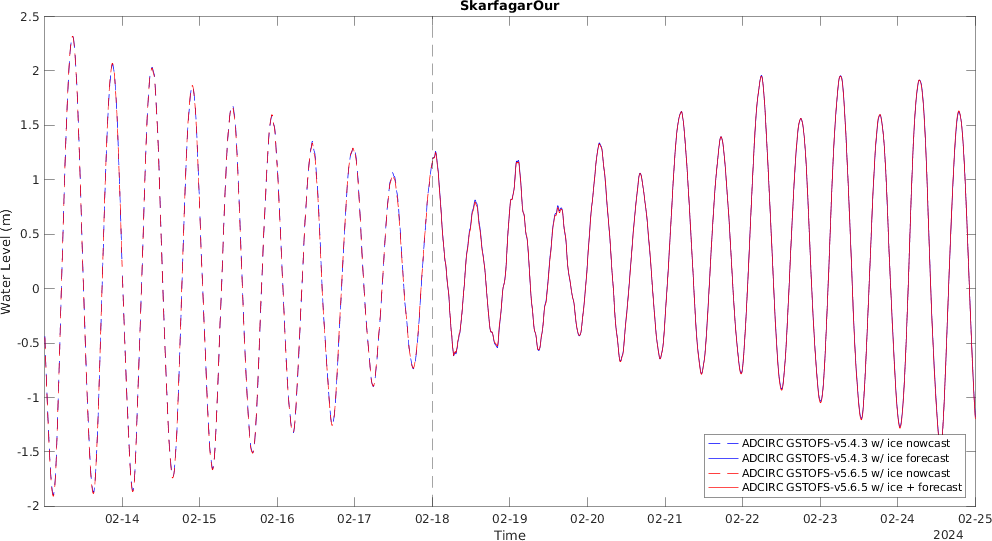 SkarfagarOur
2.5
2
1.5
1
0.5
0
-0.5
-1
-1.5
-2
Water Level (m)
ADCIRC GSTOFS-v5.4.3 w/ ice nowcast
ADCIRC GSTOFS-v5.4.3 w/ ice forecast
ADCIRC GSTOFS-v5.6.5 w/ ice nowcast
ADCIRC GSTOFS-v5.6.5 w/ ice + forecast
02-14 02-15 02-16 02-17 02-18 02-19 02-20 02-21 02-22 02-23 02-24 02-25
Time
2024